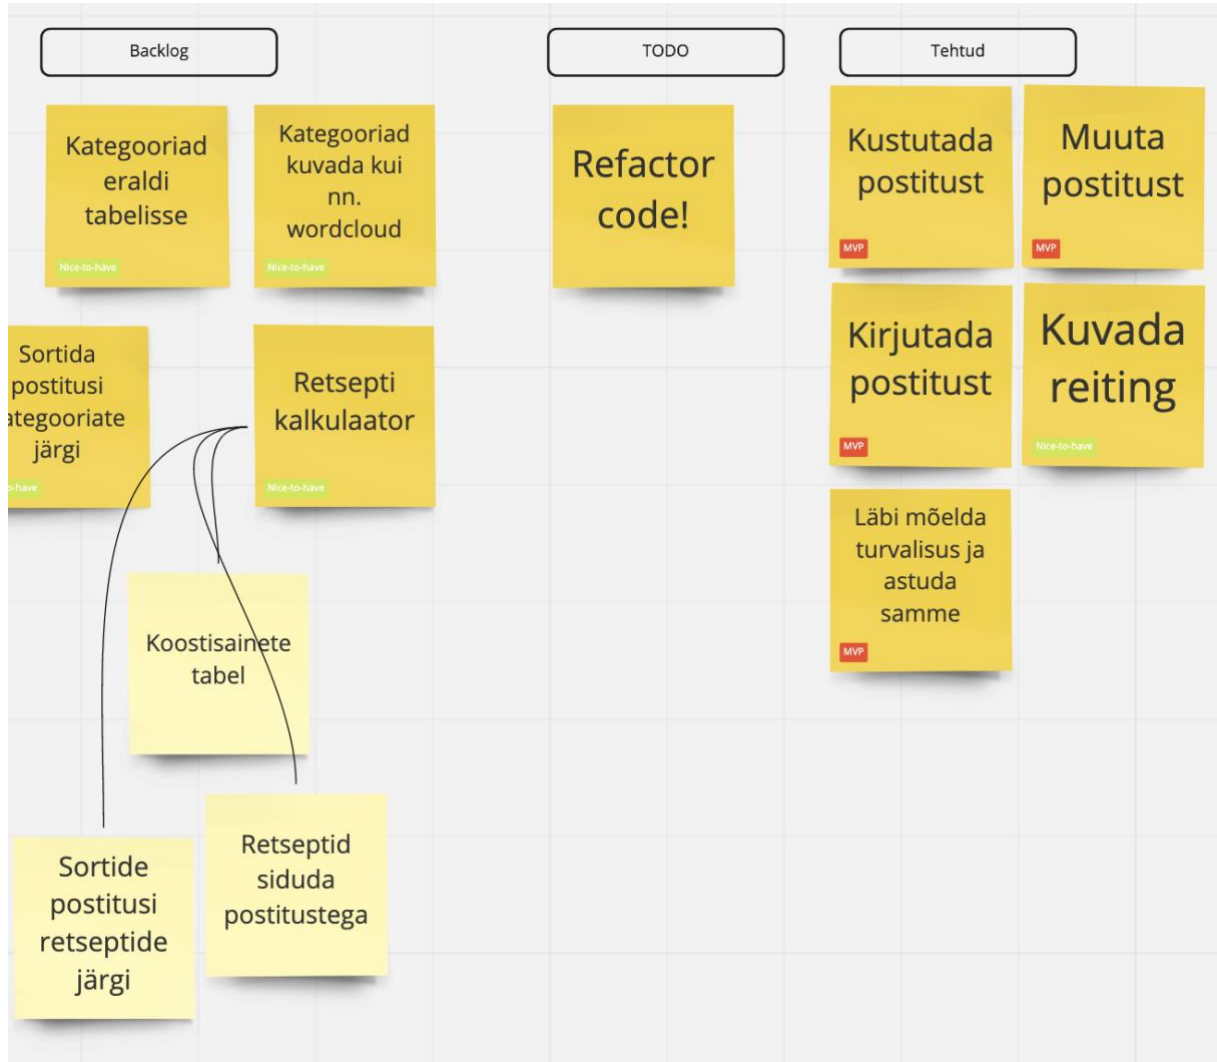 Backlog
TODO
Tehtud
Kategooriad
eraldi
tabelisse
Nice-to-have
Kategooriad
kuvada kui
nn.
wordcloud
Nice-to-have
Sortida
postitusi
ategooriate
järgi
o-have
Retsepti
kalkulaator
Nice-to-have
Koostisainete
tabel
Sortide
postitusi
retseptide
järgi
Retseptid
siduda
postitustega
Refactor
code!
Kustutada
postitust
MVP
Muuta
postitust
MVP
Kirjutada
postitust
MVP
Kuvada
reiting
Nice-to-have
Läbi mõelda
turvalisus ja
astuda
samme
MVP